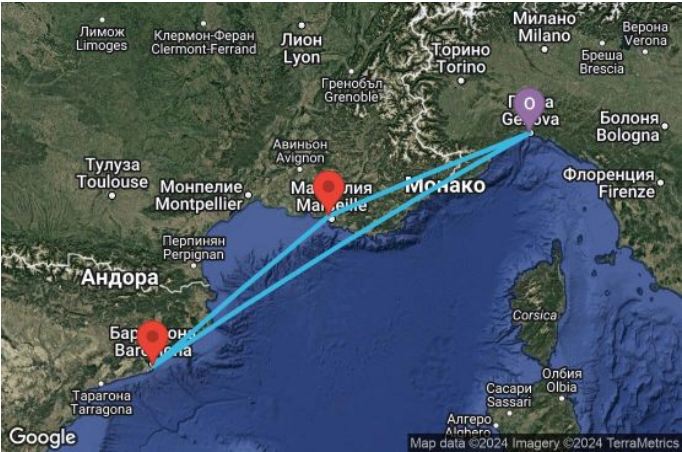 Лимож
Limoges
Клермон-Феран
Clermont-Ferrand
Лион
Lyon
Милано
Milano
Верона
Verona
Торино
Torino
Бреша
Brescia
Гренобъл
Grenoble
Болоня
Bologna
Авиньон
Avignon
Тулуза
Toulouse
Монпелие
Montpellier
Монако
Флоренция
Firenze
Перпинян
Perpignan
Андора
Corsica
Тарагона
Tarragona
Олбия
Olbia
Сасари
Sassari
Алгеро
Alghero
O
Google
Map data ©2024 Imagery ©2024 TerraMetrics